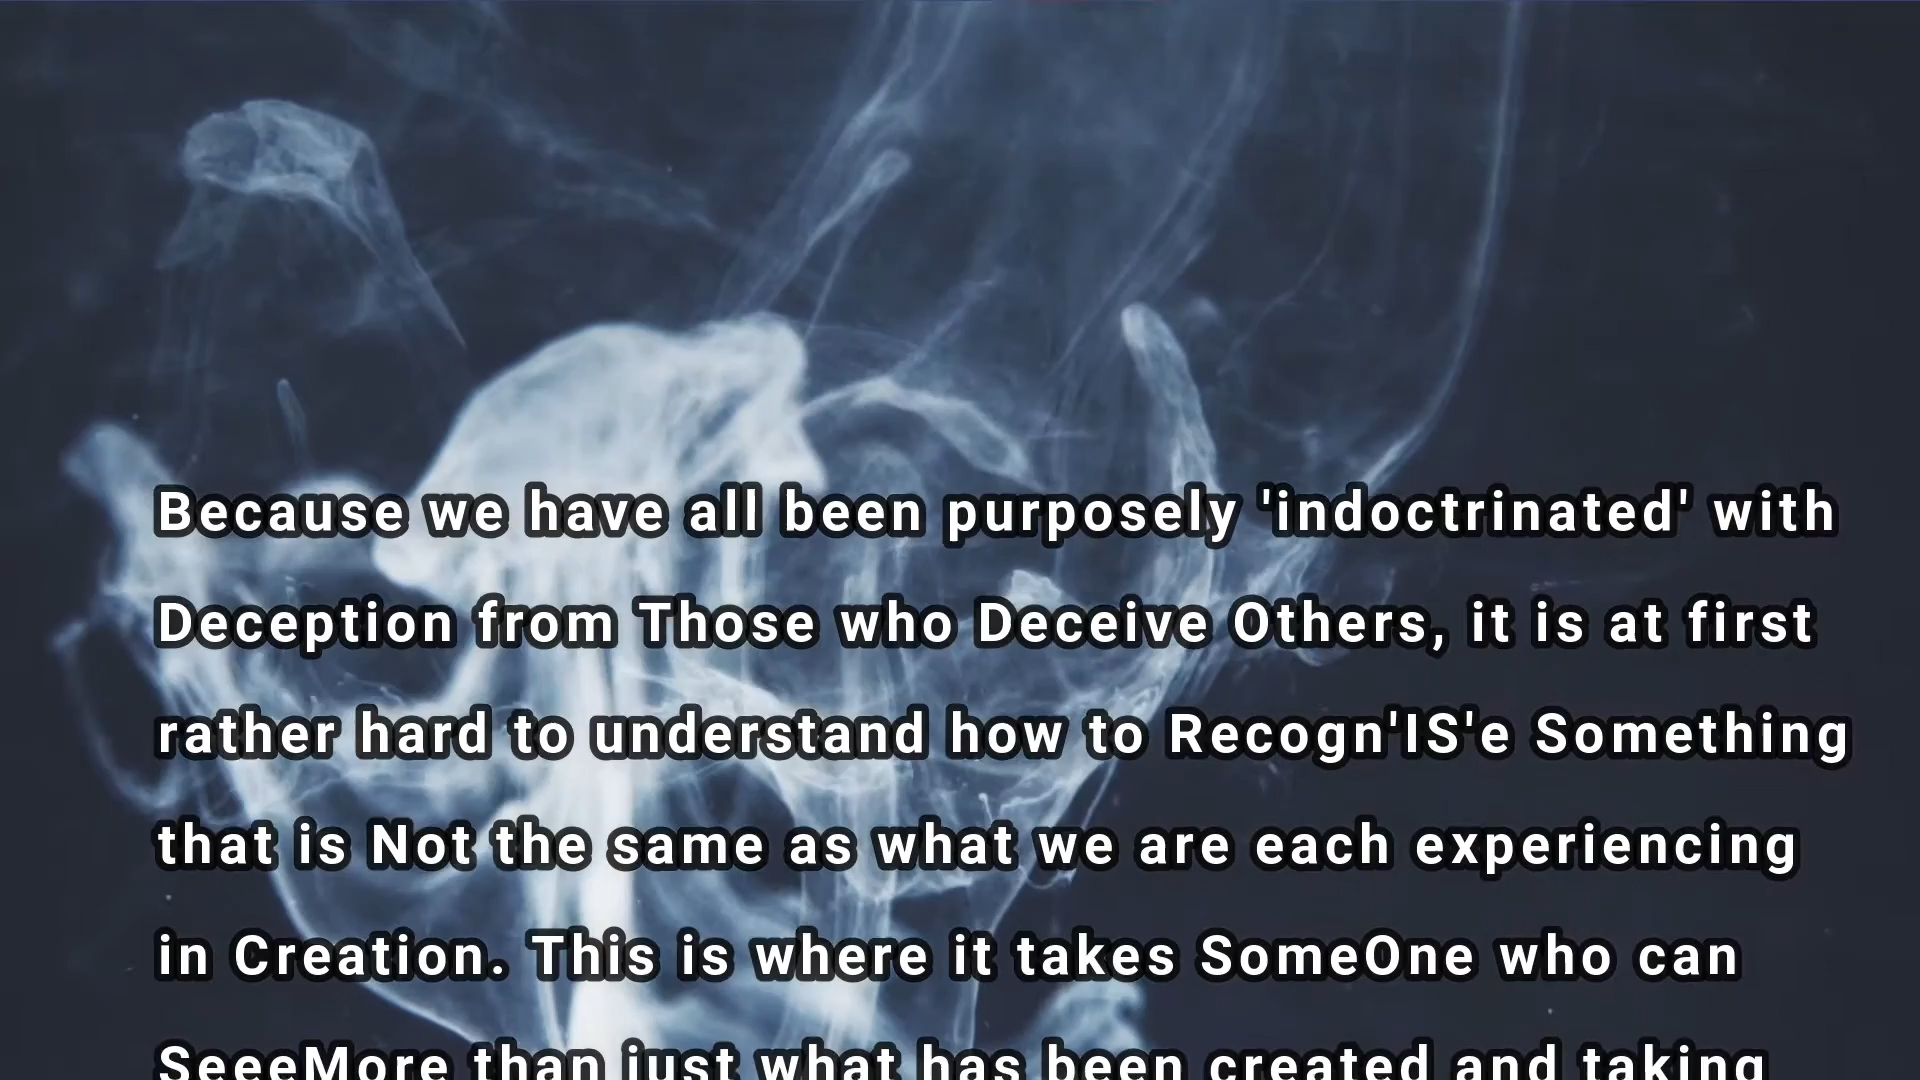 Because we have all been purposely 'indoctrinated' with
Deception from Those who Deceive Others, it is at first
rather hard to understand how to Recogn'IS'e Something
that is Not the same as what we are each experiencing
in Creation. This is where it takes SomeOne who can
SeeeMore than just what has been created and taking